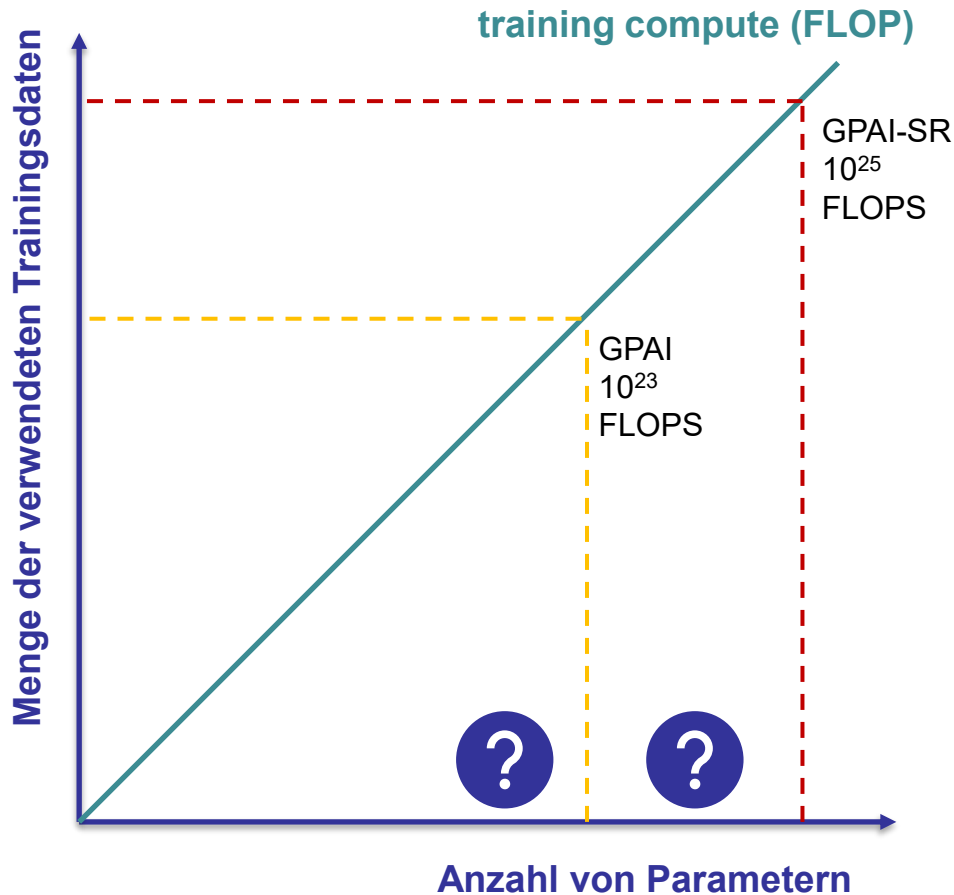 training compute (FLOP)
Menge der verwendeten Trainingsdaten
GPAI-SR
10²⁵
FLOPS
GPAI
10²³
FLOPS
?
?
Anzahl von Parametern